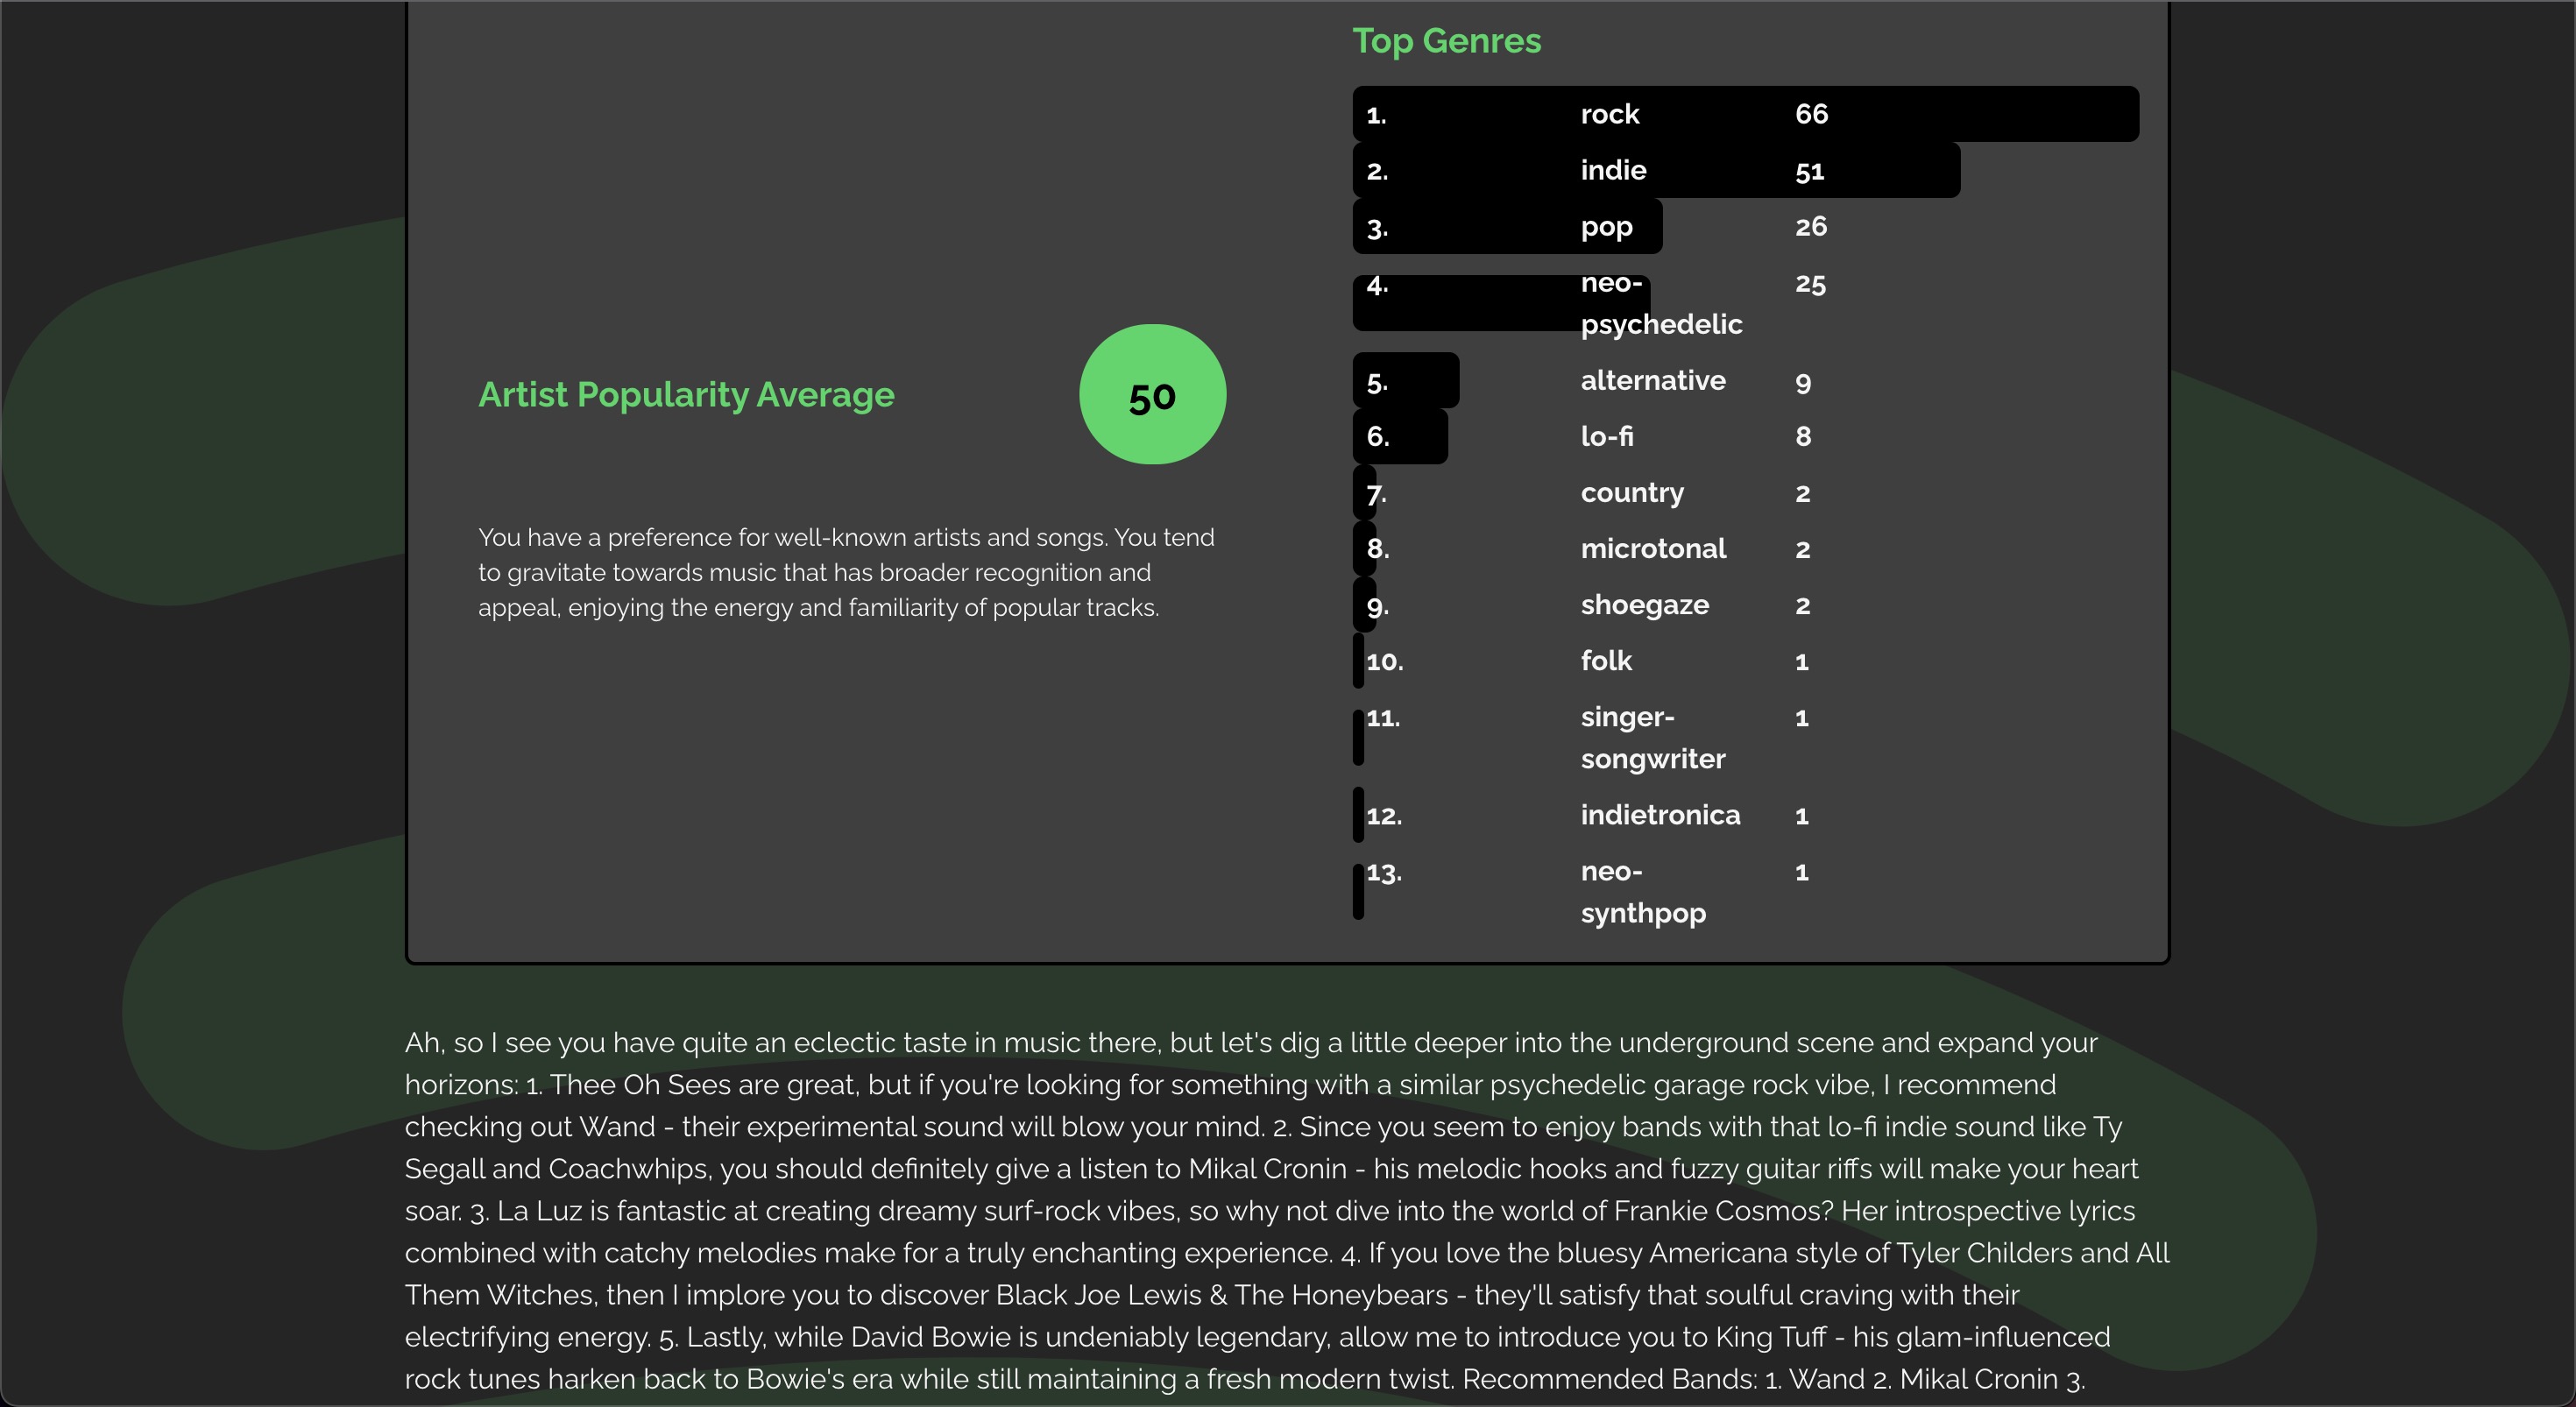 Top Genres
1. rock 66
2. indie 51
3. pop 26
4. neo- 25
psychedelic
5. alternative 9
6. lo-fi 8
7. country 2
8. microtonal 2
9. shoegaze 2
10. folk 1
11. singer- 1
songwriter
12. indietronica 1
13. neo- 1
synthpop
Artist Popularity Average
50
You have a preference for well-known artists and songs. You tend
to gravitate towards music that has broader recognition and
appeal, enjoying the energy and familiarity of popular tracks.
Ah, so I see you have quite an eclectic taste in music there, but let's dig a little deeper into the underground scene and expand your
horizons: 1. Thee Oh Sees are great, but if you're looking for something with a similar psychedelic garage rock vibe, I recommend
checking out Wand - their experimental sound will blow your mind. 2. Since you seem to enjoy bands with that lo-fi indie sound like Ty
Segall and Coachwhips, you should definitely give a listen to Mikal Cronin - his melodic hooks and fuzzy guitar riffs will make your heart
soar. 3. La Luz is fantastic at creating dreamy surf-rock vibes, so why not dive into the world of Frankie Cosmos? Her introspective lyrics
combined with catchy melodies make for a truly enchanting experience. 4. If you love the bluesy Americana style of Tyler Childers and All
Them Witches, then I implore you to discover Black Joe Lewis & The Honeybears - they'll satisfy that soulful craving with their
electrifying energy. 5. Lastly, while David Bowie is undeniably legendary, allow me to introduce you to King Tuff - his glam-influenced
rock tunes harken back to Bowie's era while still maintaining a fresh modern twist. Recommended Bands: 1. Wand 2. Mikal Cronin 3.